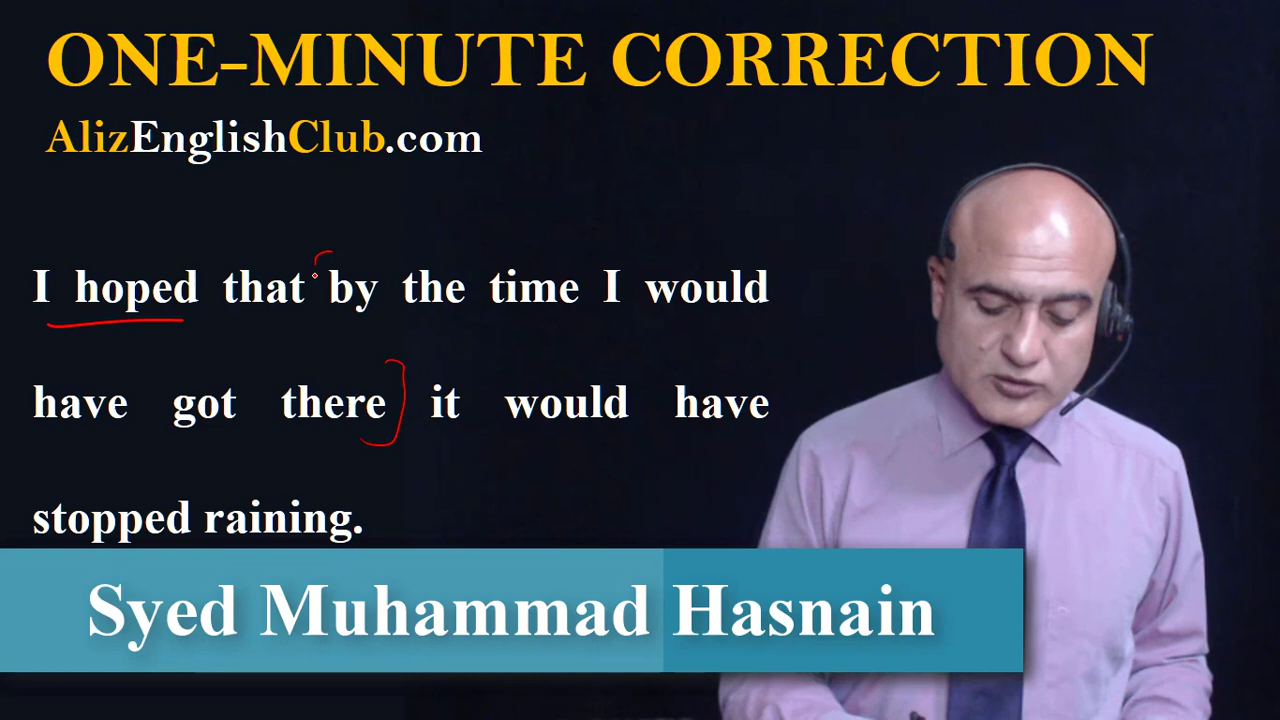 ONE-MINUTE CORRECTION
AlizEnglishClub.com
I hoped that by the time I would
have got there it would have
stopped raining.
Syed Muhammad Hasnain